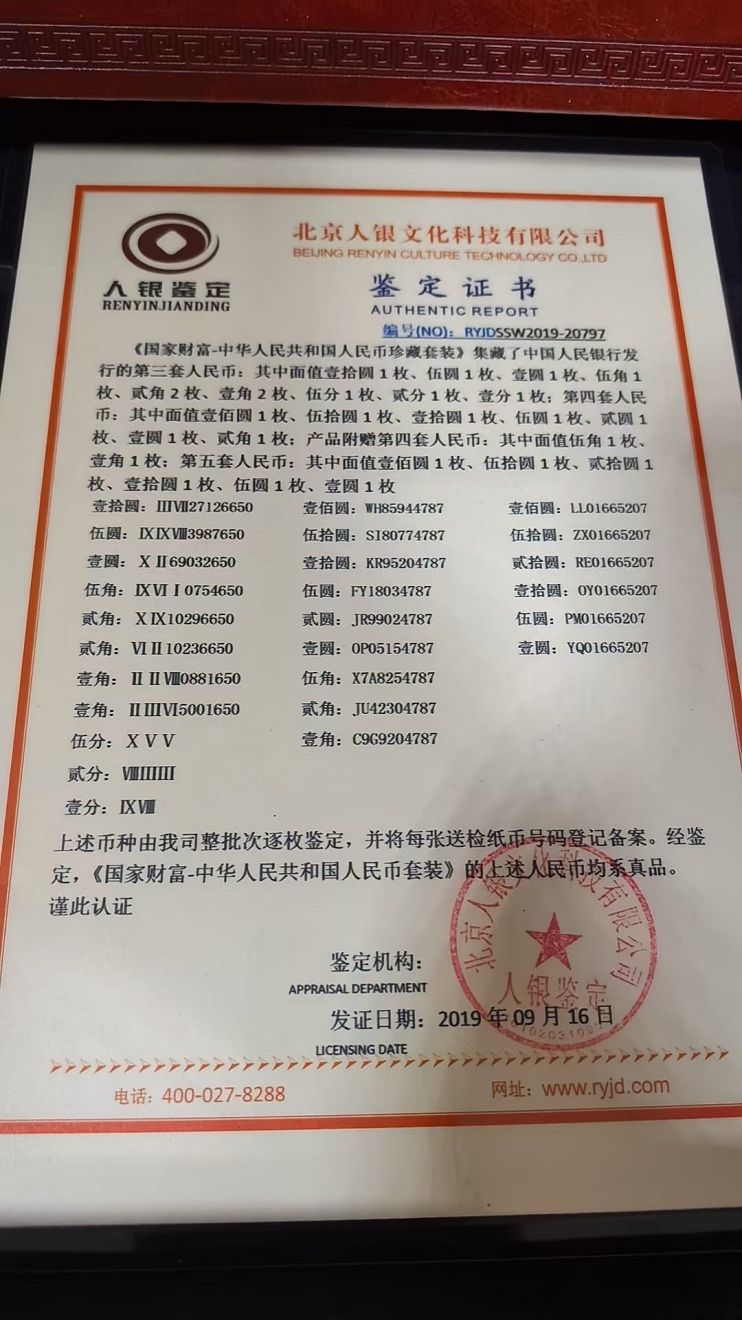 人银鉴定
RENYINJIANDING
北京人银文化科技有限公司
BEIJING RENYIN CULTURE TECHNOLOGY CO.,LTD
鉴定证书
AUTHENTIC REPORT
编号(NO): RYJDSSW2019-20797
《国家财富-中华人民共和国人民币珍藏套装》集藏了中国人民银行发
行的第三套人民币：其中面值壹拾圆1枚、伍圆1枚、壹圆1枚、伍角1
枚、贰角2枚、壹角2枚、伍分1枚、贰分1枚、壹分1枚；第四套人民
币：其中面值壹佰圆1枚、伍拾圆1枚、壹拾圆1枚、伍圆1枚、贰圆1
枚、壹圆1枚、贰角1枚；产品附赠第四套人民币：其中面值伍角1枚、
壹角1枚；第五套人民币：其中面值壹佰圆1枚、伍拾圆1枚、贰拾圆1
枚、壹拾圆1枚、伍圆1枚、壹圆1枚
壹拾圆：ⅢⅦ27126650 壹佰圆：WH85944787 壹佰圆：LL01665207
伍圆：ⅨⅨⅧ3987650 伍拾圆：SI80774787 伍拾圆：ZX01665207
壹圆：ⅩⅡ69032650 壹拾圆：KR95204787 贰拾圆：RE01665207
伍角：ⅨⅥⅠ0754650 伍圆：FY18034787 壹拾圆：OY01665207
贰角：ⅩⅨ10296650 贰圆：JR99024787 伍圆：PM01665207
贰角：ⅥⅡ10236650 壹圆：OP05154787 壹圆：YQ01665207
壹角：ⅡⅡⅧ0881650 伍角：X7A8254787
壹角：ⅡⅢⅥ5001650 贰角：JU42304787
伍分：ⅩⅤⅤ 壹角：C9G9204787
贰分：ⅧⅢⅢ
壹分：ⅨⅧ
上述币种由我司整批次逐枚鉴定，并将每张送检纸币号码登记备案。经鉴
定，《国家财富-中华人民共和国人民币套装》的上述人民币均系真品。
谨此认证
北京人银文化科技有限公司
人银鉴定
鉴定机构：
APPRAISAL DEPARTMENT
发证日期：2019年09月16日
LICENSING DATE
电话：400-027-8288 网址：www.ryjd.com